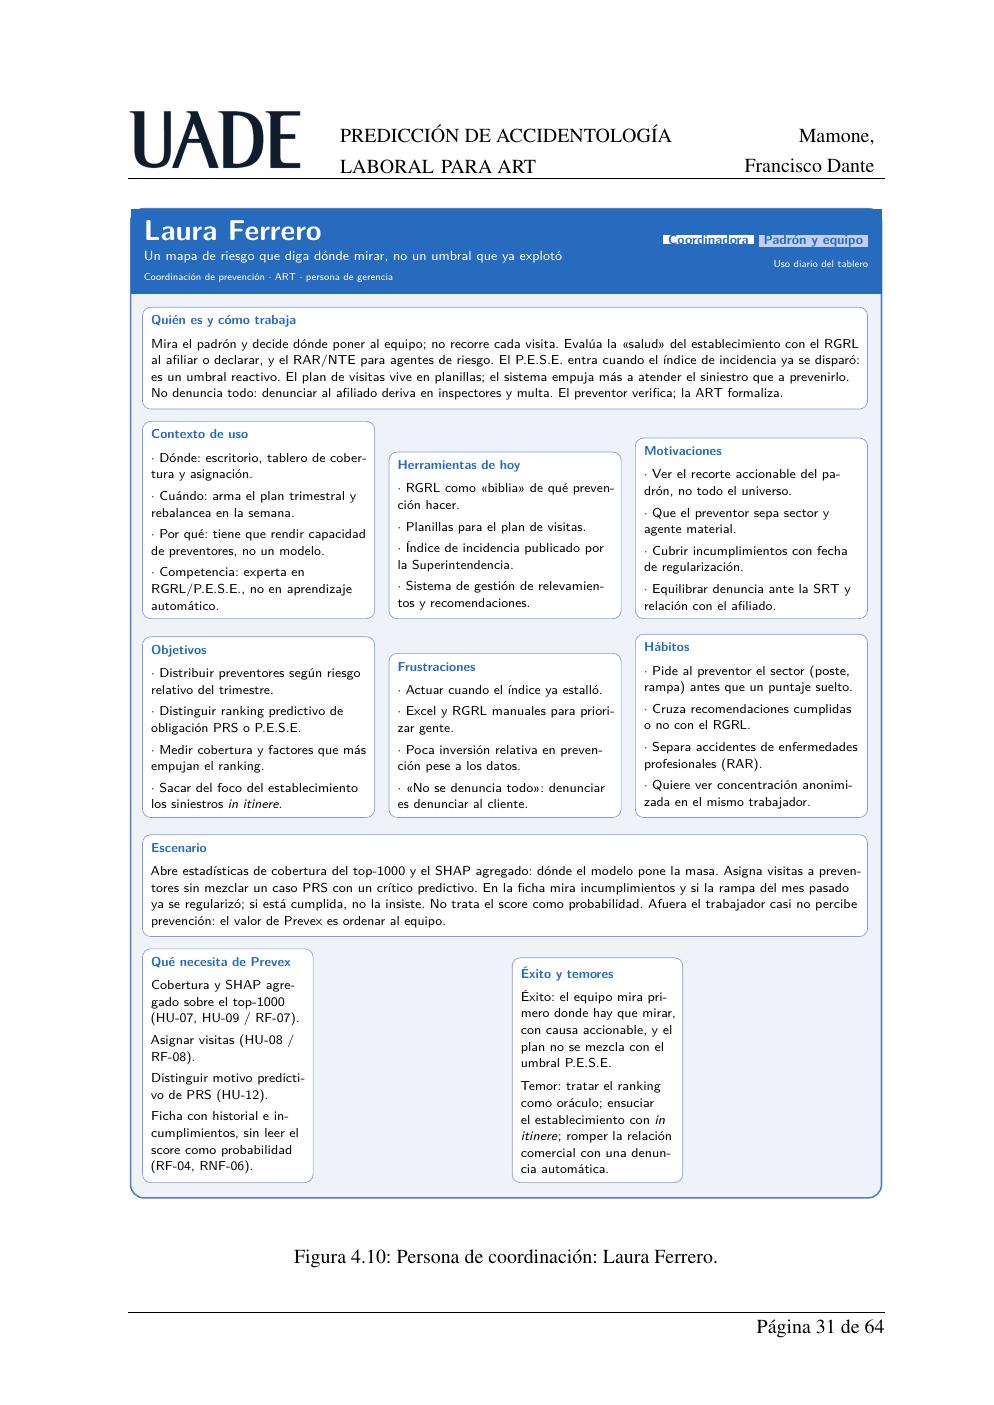 UADE
PREDICCIÓN DE ACCIDENTOLOGÍA
LABORAL PARA ART
Mamone,
Francisco Dante
Laura Ferrero
Un mapa de riesgo que diga dónde mirar, no un umbral que ya explotó
Coordinación de prevención · ART · persona de gerencia
Coordinadora Padrón y equipo
Uso diario del tablero
Quién es y cómo trabaja
Mira el padrón y decide dónde poner al equipo; no recorre cada visita. Evalúa la «salud» del establecimiento con el RGRL
al afiliar o declarar, y el RAR/NTE para agentes de riesgo. El P.E.S.E. entra cuando el índice de incidencia ya se disparó:
es un umbral reactivo. El plan de visitas vive en planillas; el sistema empuja más a atender el siniestro que a prevenirlo.
No denuncia todo: denunciar al afiliado deriva en inspectores y multa. El preventor verifica; la ART formaliza.
Contexto de uso
· Dónde: escritorio, tablero de cober-
tura y asignación.
· Cuándo: arma el plan trimestral y
rebalancea en la semana.
· Por qué: tiene que rendir capacidad
de preventores, no un modelo.
· Competencia: experta en
RGRL/P.E.S.E., no en aprendizaje
automático.
Herramientas de hoy
· RGRL como «biblia» de qué preven-
ción hacer.
· Planillas para el plan de visitas.
· Índice de incidencia publicado por
la Superintendencia.
· Sistema de gestión de relevamien-
tos y recomendaciones.
Motivaciones
· Ver el recorte accionable del pa-
drón, no todo el universo.
· Que el preventor sepa sector y
agente material.
· Cubrir incumplimientos con fecha
de regularización.
· Equilibrar denuncia ante la SRT y
relación con el afiliado.
Objetivos
· Distribuir preventores según riesgo
relativo del trimestre.
· Distinguir ranking predictivo de
obligación PRS o P.E.S.E.
· Medir cobertura y factores que más
empujan el ranking.
· Sacar del foco del establecimiento
los siniestros in itinere.
Frustraciones
· Actuar cuando el índice ya estalló.
· Excel y RGRL manuales para priori-
zar gente.
· Poca inversión relativa en preven-
ción pese a los datos.
· «No se denuncia todo»: denunciar
es denunciar al cliente.
Hábitos
· Pide al preventor el sector (poste,
rampa) antes que un puntaje suelto.
· Cruza recomendaciones cumplidas
o no con el RGRL.
· Separa accidentes de enfermedades
profesionales (RAR).
· Quiere ver concentración anonimi-
zada en el mismo trabajador.
Escenario
Abre estadísticas de cobertura del top-1000 y el SHAP agregado: dónde el modelo pone la masa. Asigna visitas a preven-
tores sin mezclar un caso PRS con un crítico predictivo. En la ficha mira incumplimientos y si la rampa del mes pasado
ya se regularizó; si está cumplida, no la insiste. No trata el score como probabilidad. Afuera el trabajador casi no percibe
prevención: el valor de Prevex es ordenar al equipo.
Qué necesita de Prevex
Cobertura y SHAP agre-
gado sobre el top-1000
(HU-07, HU-09 / RF-07).
Asignar visitas (HU-08 /
RF-08).
Distinguir motivo predicti-
vo de PRS (HU-12).
Ficha con historial e in-
cumplimientos, sin leer el
score como probabilidad
(RF-04, RNF-06).
Éxito y temores
Éxito: el equipo mira pri-
mero donde hay que mirar,
con causa accionable, y el
plan no se mezcla con el
umbral P.E.S.E.
Temor: tratar el ranking
como oráculo; ensuciar
el establecimiento con in
itinere; romper la relación
comercial con una denun-
cia automática.
Figura 4.10: Persona de coordinación: Laura Ferrero.
Página 31 de 64